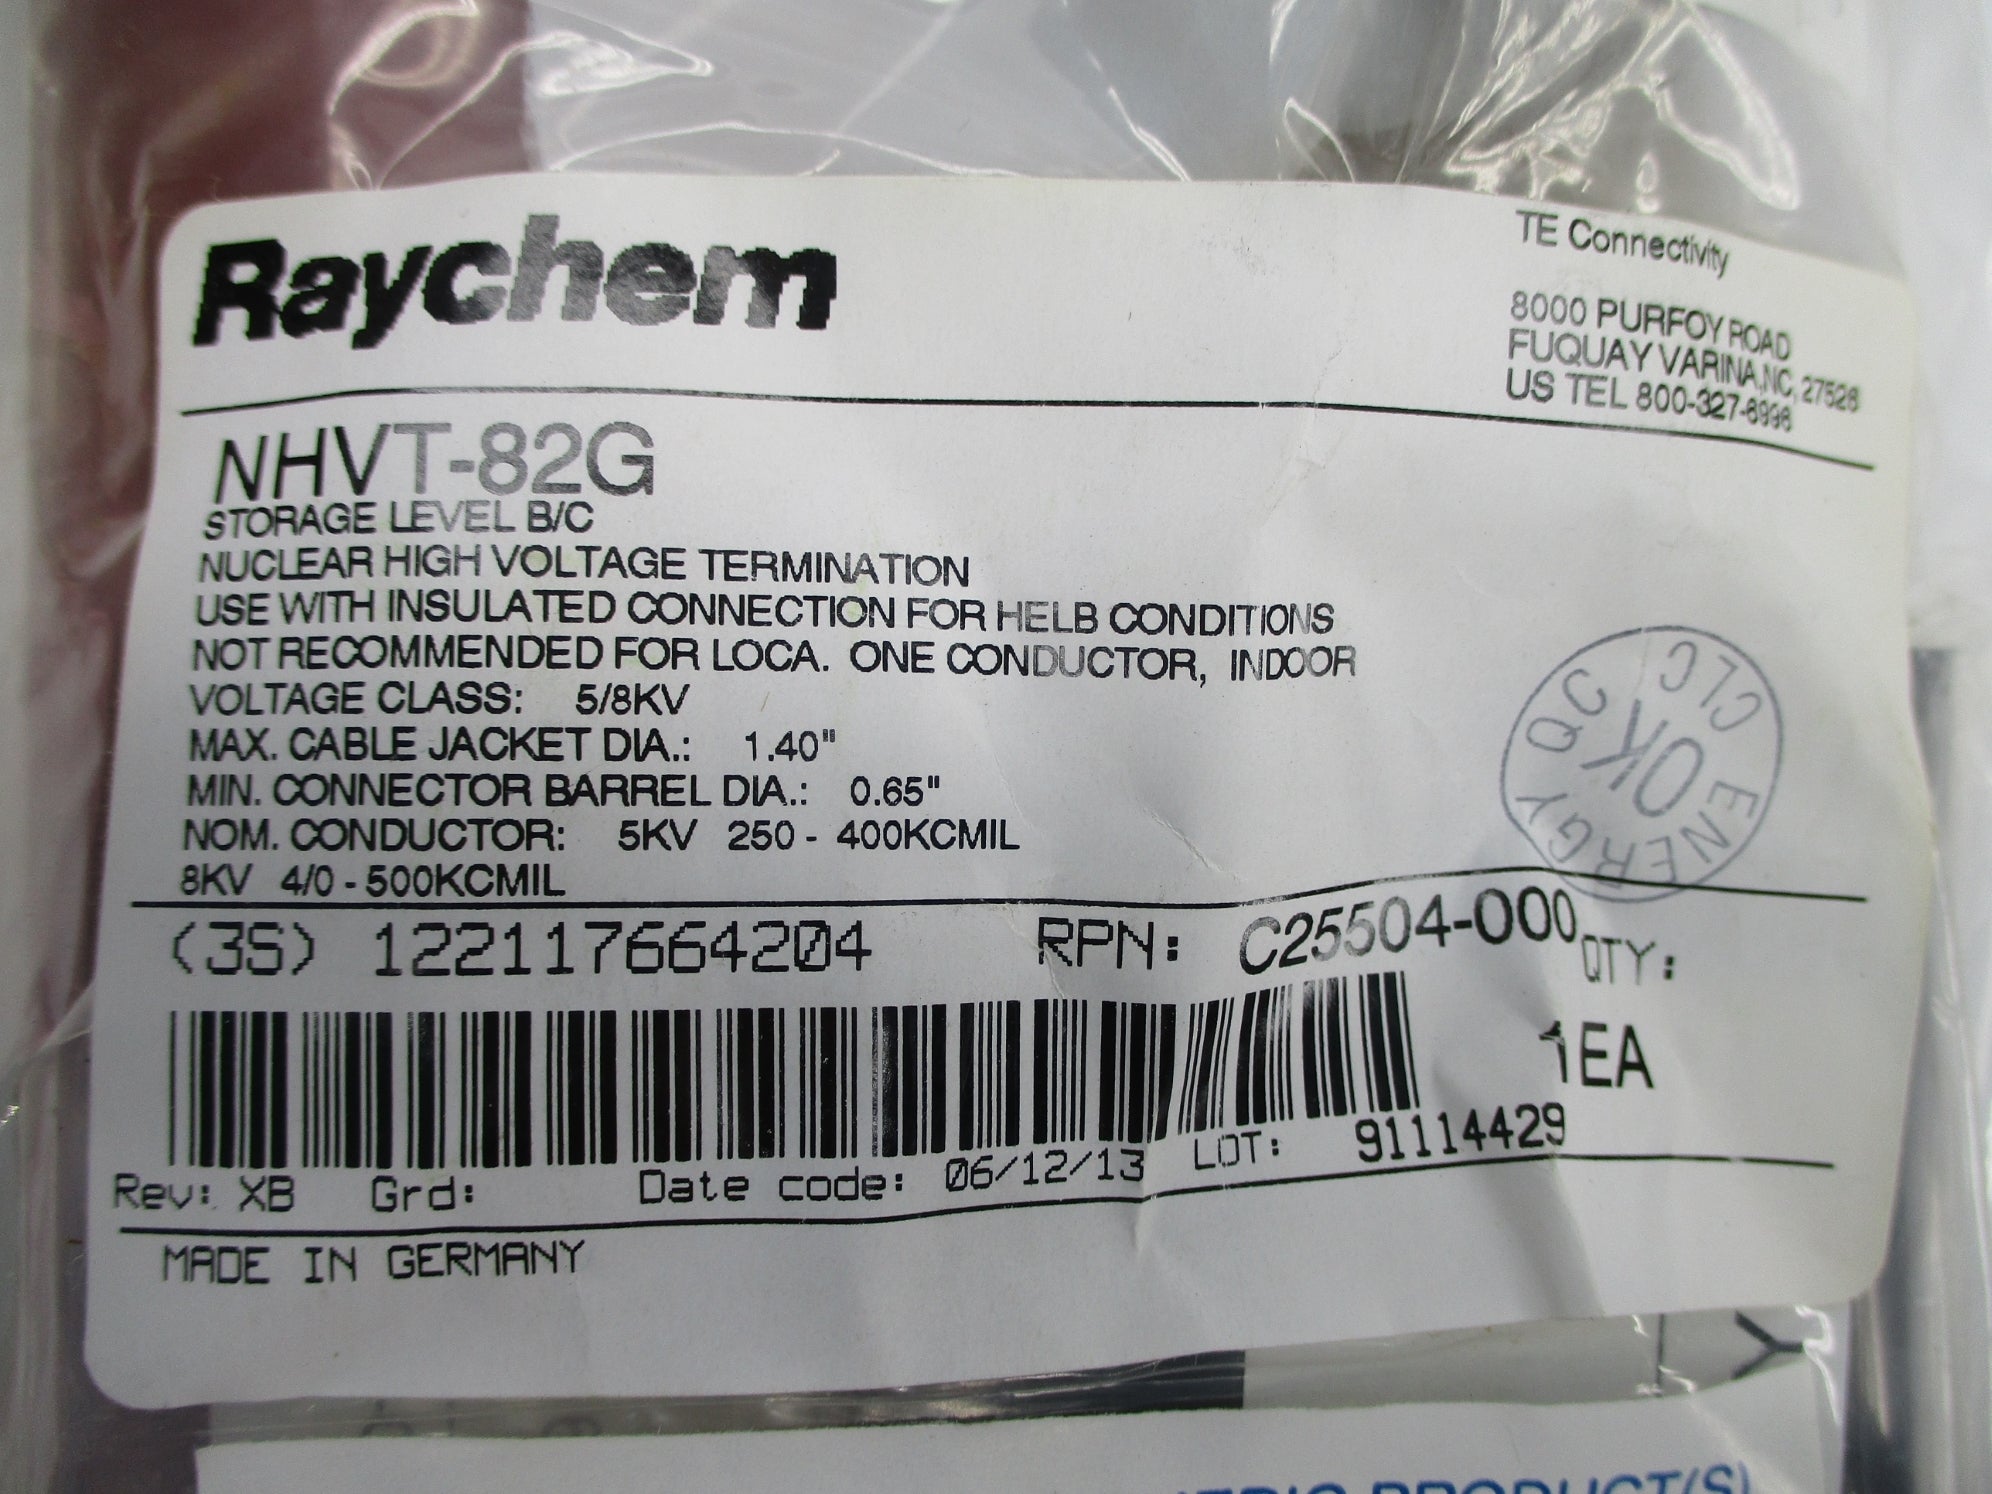 Raychem
TE Connectivity
8000 PURFOY ROAD
FUQUAY VARINA,NC, 27526
US TEL 800-327-6996
NHVT-82G
STORAGE LEVEL B/C
NUCLEAR HIGH VOLTAGE TERMINATION
USE WITH INSULATED CONNECTION FOR HELB CONDITIONS
NOT RECOMMENDED FOR LOCA. ONE CONDUCTOR, INDOOR
VOLTAGE CLASS: 5/8KV
MAX. CABLE JACKET DIA.: 1.40"
MIN. CONNECTOR BARREL DIA.: 0.65"
NOM. CONDUCTOR: 5KV 250 - 400KCMIL
8KV 4/0 - 500KCMIL
QC CLC
OK
ENERGY
(3S) 122117664204 RPN: C25504-000 QTY:
1EA
Rev: XB Grd: Date code: 06/12/13 LOT: 91114429
MADE IN GERMANY
PRODUCT(S)